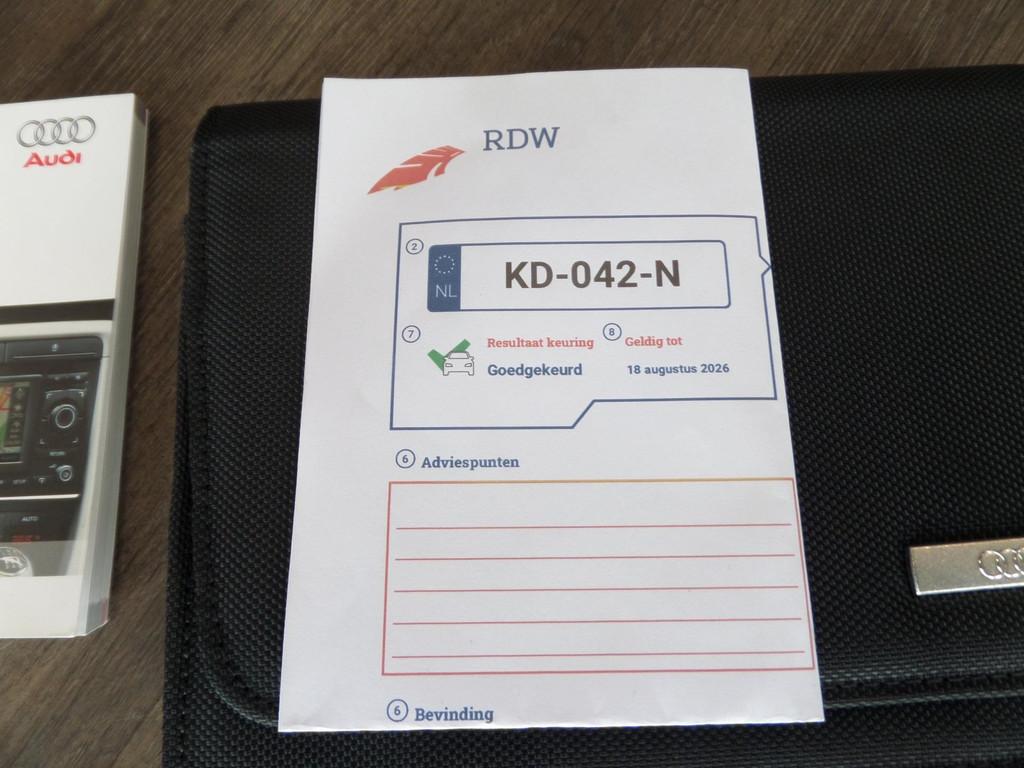 Audi
RDW
2
NL
KD-042-N
7
Resultaat keuring
8
Geldig tot
Goedgekeurd
18 augustus 2026
6 Adviespunten
6 Bevinding
AUTO